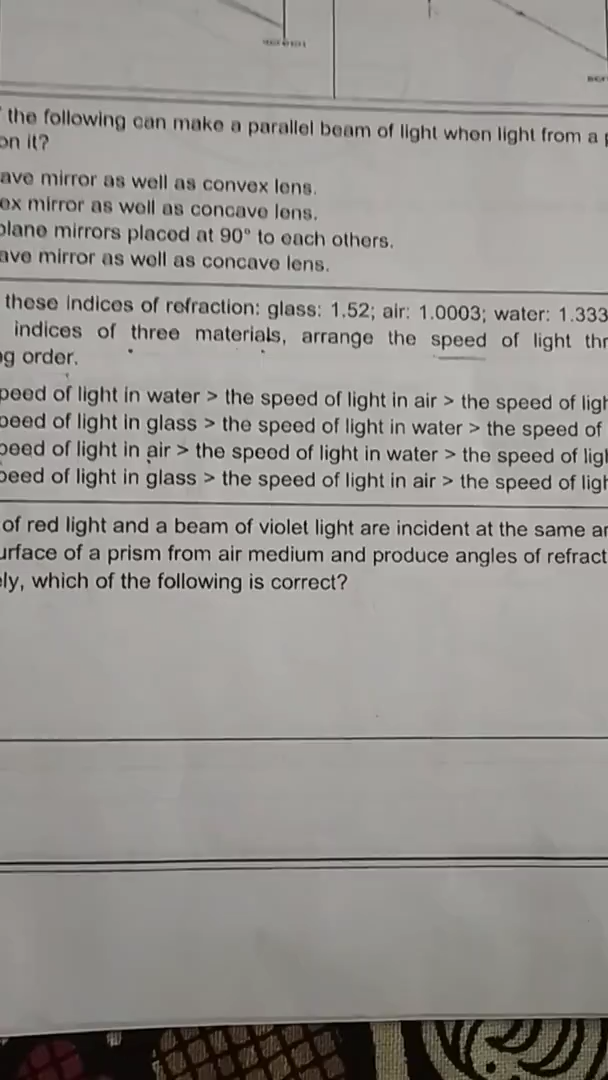 the following can make a parallel beam of light when light from a
on it?
ave mirror as well as convex lens.
ex mirror as well as concave lens.
plane mirrors placed at 90° to each others.
ave mirror as well as concave lens.
these indices of refraction: glass: 1.52; air: 1.0003; water: 1.333
indices of three materials, arrange the speed of light thr
ng order.
peed of light in water > the speed of light in air > the speed of ligh
peed of light in glass > the speed of light in water > the speed of
peed of light in air > the speed of light in water > the speed of ligh
peed of light in glass > the speed of light in air > the speed of ligh
of red light and a beam of violet light are incident at the same an
urface of a prism from air medium and produce angles of refract
ely, which of the following is correct?